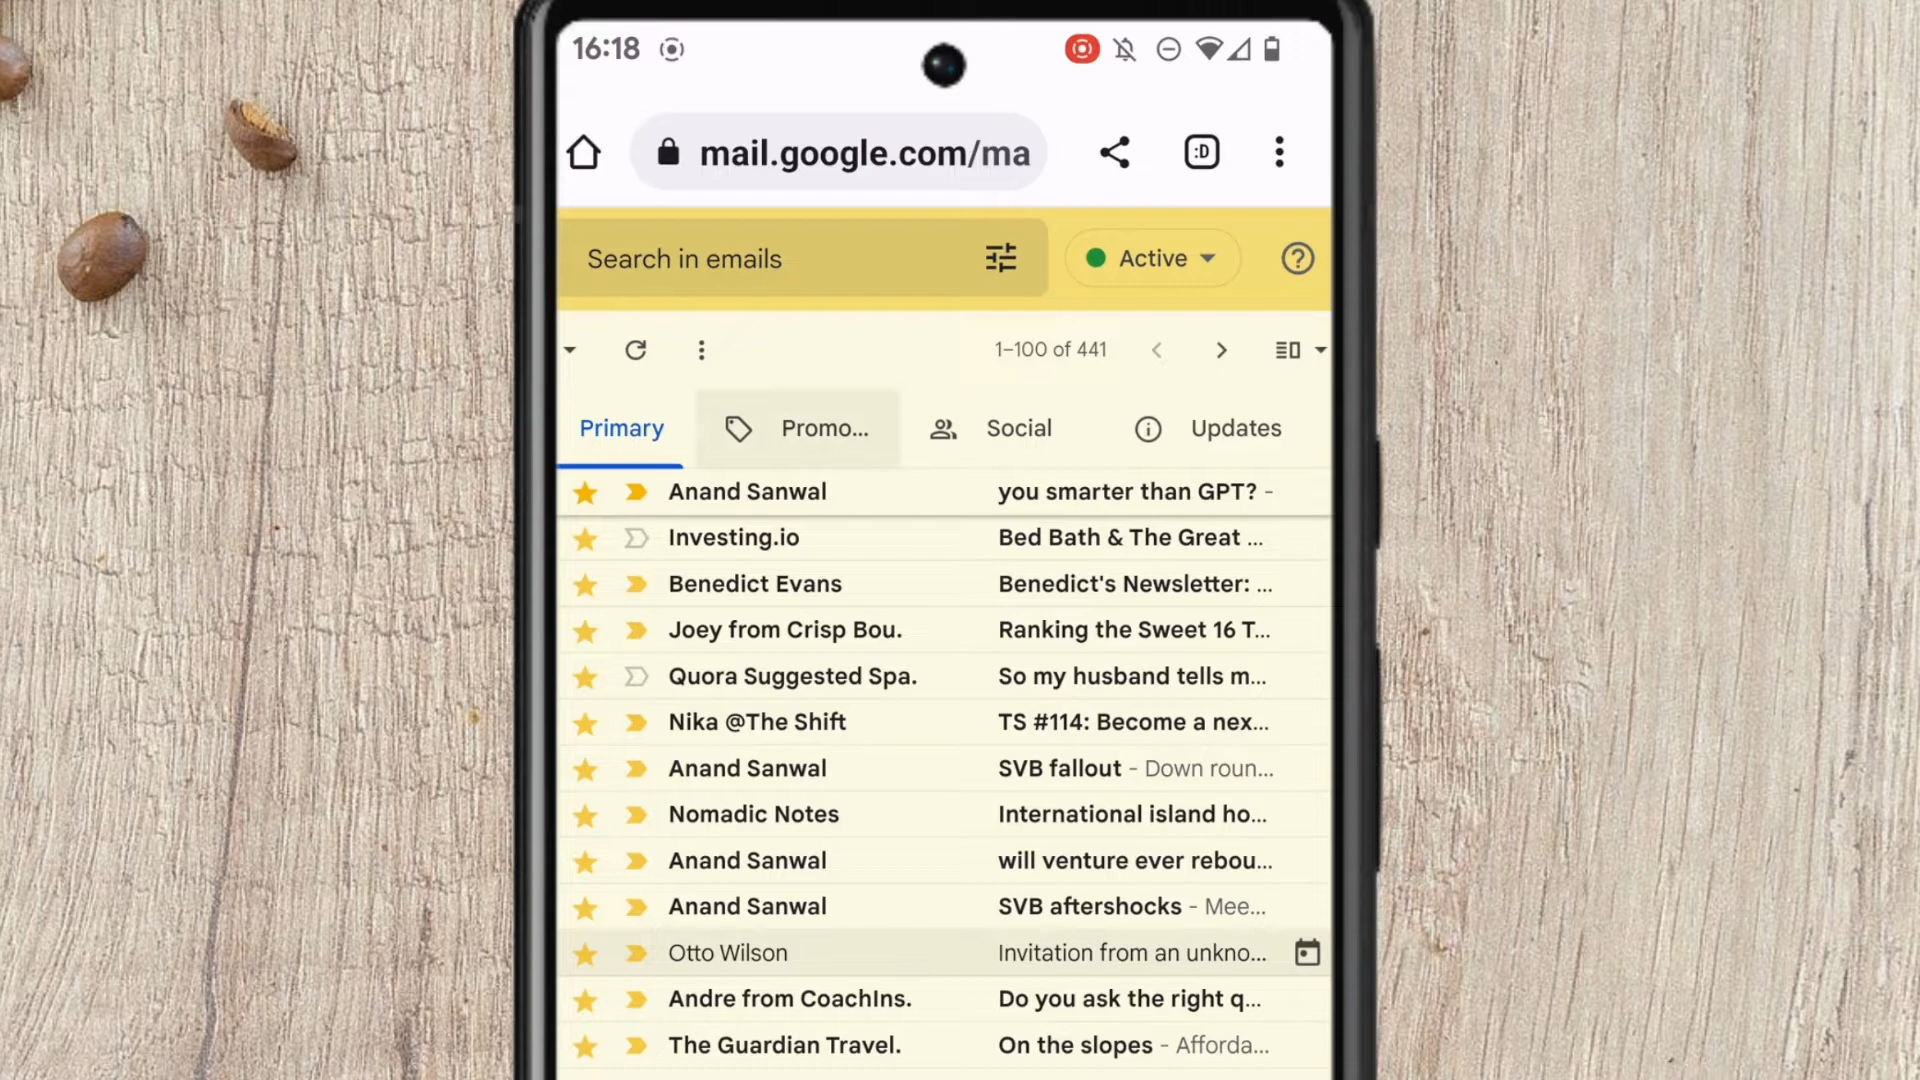 16:18
mail.google.com/ma
:D
Search in emails
Active
1–100 of 441
Primary
Promo...
Social
Updates
Anand Sanwal you smarter than GPT? -
Investing.io Bed Bath & The Great ...
Benedict Evans Benedict's Newsletter: ...
Joey from Crisp Bou. Ranking the Sweet 16 T...
Quora Suggested Spa. So my husband tells m...
Nika @The Shift TS #114: Become a nex...
Anand Sanwal SVB fallout - Down roun...
Nomadic Notes International island ho...
Anand Sanwal will venture ever rebou...
Anand Sanwal SVB aftershocks - Mee...
Otto Wilson Invitation from an unkno...
Andre from CoachIns. Do you ask the right q...
The Guardian Travel. On the slopes - Afforda...